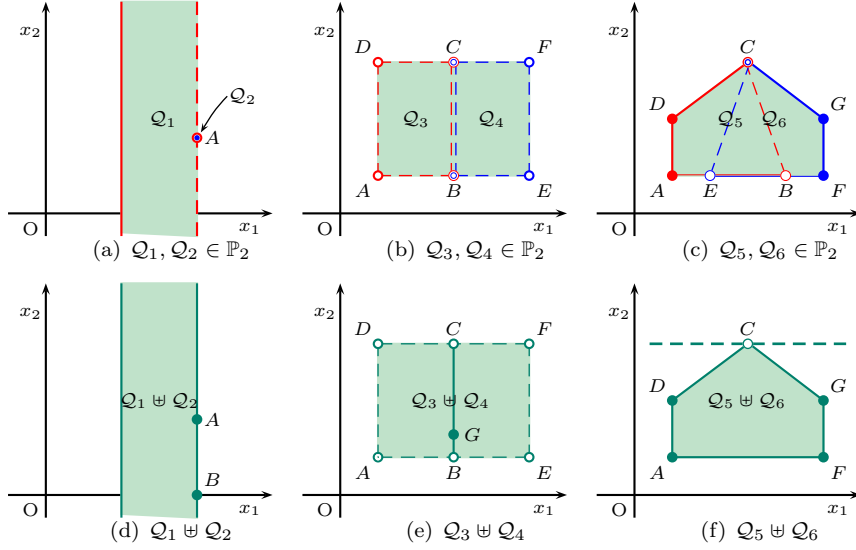 x₂ x₂ x₂
D C F C
Q₂ D G
Q₁ A Q₃ Q₄ Q₅ Q₆
A B E A E B F
O x₁ O x₁ O x₁
(a) Q₁, Q₂ ∈ ℙ₂ (b) Q₃, Q₄ ∈ ℙ₂ (c) Q₅, Q₆ ∈ ℙ₂
x₂ x₂ x₂
D C F C
D G
Q₁ ⊎ Q₂ Q₃ ⊎ Q₄ Q₅ ⊎ Q₆
A G
B A B E A F
O x₁ O x₁ O x₁
(d) Q₁ ⊎ Q₂ (e) Q₃ ⊎ Q₄ (f) Q₅ ⊎ Q₆